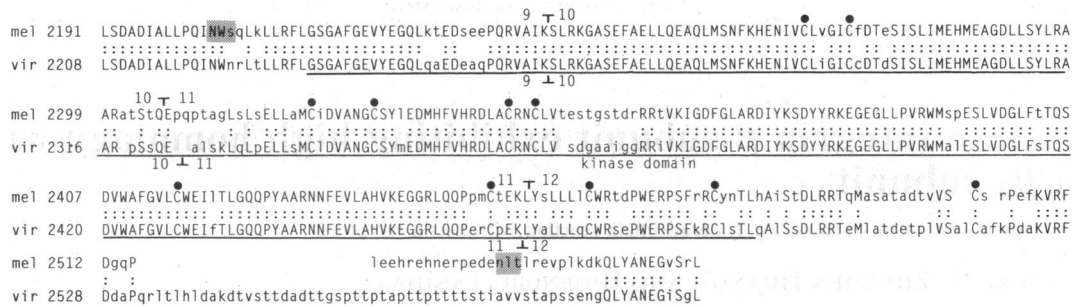 9 ┬ 10
mel 2191 LSDADIALLPQINWsqLkLLRFLGSGAFGEVYEGQLktEDseePQRVAIKSLRKGASEFAELLQEAQLMSNFKHENIVCLvGICfDTeSISLIMEHMEAGDLLSYLRA
vir 2208 LSDADIALLPQINWnrLtLLRFLGSGAFGEVYEGQLqaEDeaqPQRVAIKSLRKGASEFAELLQEAQLMSNFKHENIVCLiGICcDTdSISLIMEHMEAGDLLSYLRA
9 ┴ 10
10 ┬ 11
mel 2299 ARatStQEpqptagLsLsELLaMCiDVANGCSYlEDMHFVHRDLACRNCLVtestgstdrRRtVKIGDFGLARDIYKSDYYRKEGEGLLPVRWMspESLVDGLFtTQS
vir 2316 AR pSsQE alsklqLpELLsMCIDVANGCSYmEDMHFVHRDLACRNCLV sdgaaiggRRiVKIGDFGLARDIYKSDYYRKEGEGLLPVRWMalESLVDGLFsTQS
10 ┴ 11 kinase domain
11 ┬ 12
mel 2407 DVWAFGVLCWEIlTLGQQPYAARNNFEVLAHVKEGGRLQQPpmCtEKLYsLLLlCWRtdPWERPSFrRCynTLhAiStDLRRTqMasatadtvvS Cs rPefKVRF
vir 2420 DVWAFGVLCWEIfTLGQQPYAARNNFEVLAHVKEGGRLQQPerCpEKLYaLLLqCWRsePWERPSFkRClsTLqAlSsDLRRTeMlatdetplVSalCafkPdaKVRF
11 ┴ 12
mel 2512 DgqP leehrehnerpedenltlrevplkdkQLYANEGvSrL
vir 2528 DdaPqrltlhldakdtvsttdadttgspttptapttpttttstiavvstapssengQLYANEGiSgL